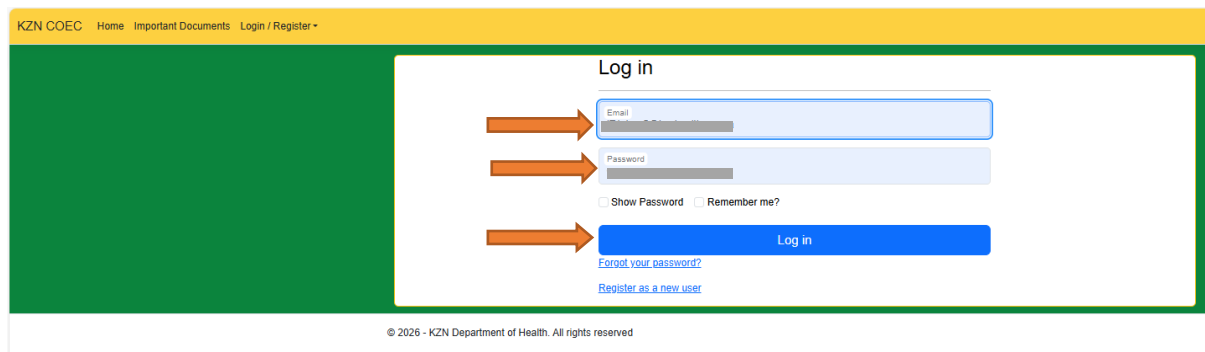 KZN COEC Home Important Documents Login / Register
Log in
Email
Password
Show Password Remember me?
Log in
Forgot your password?
Register as a new user
© 2026 - KZN Department of Health. All rights reserved